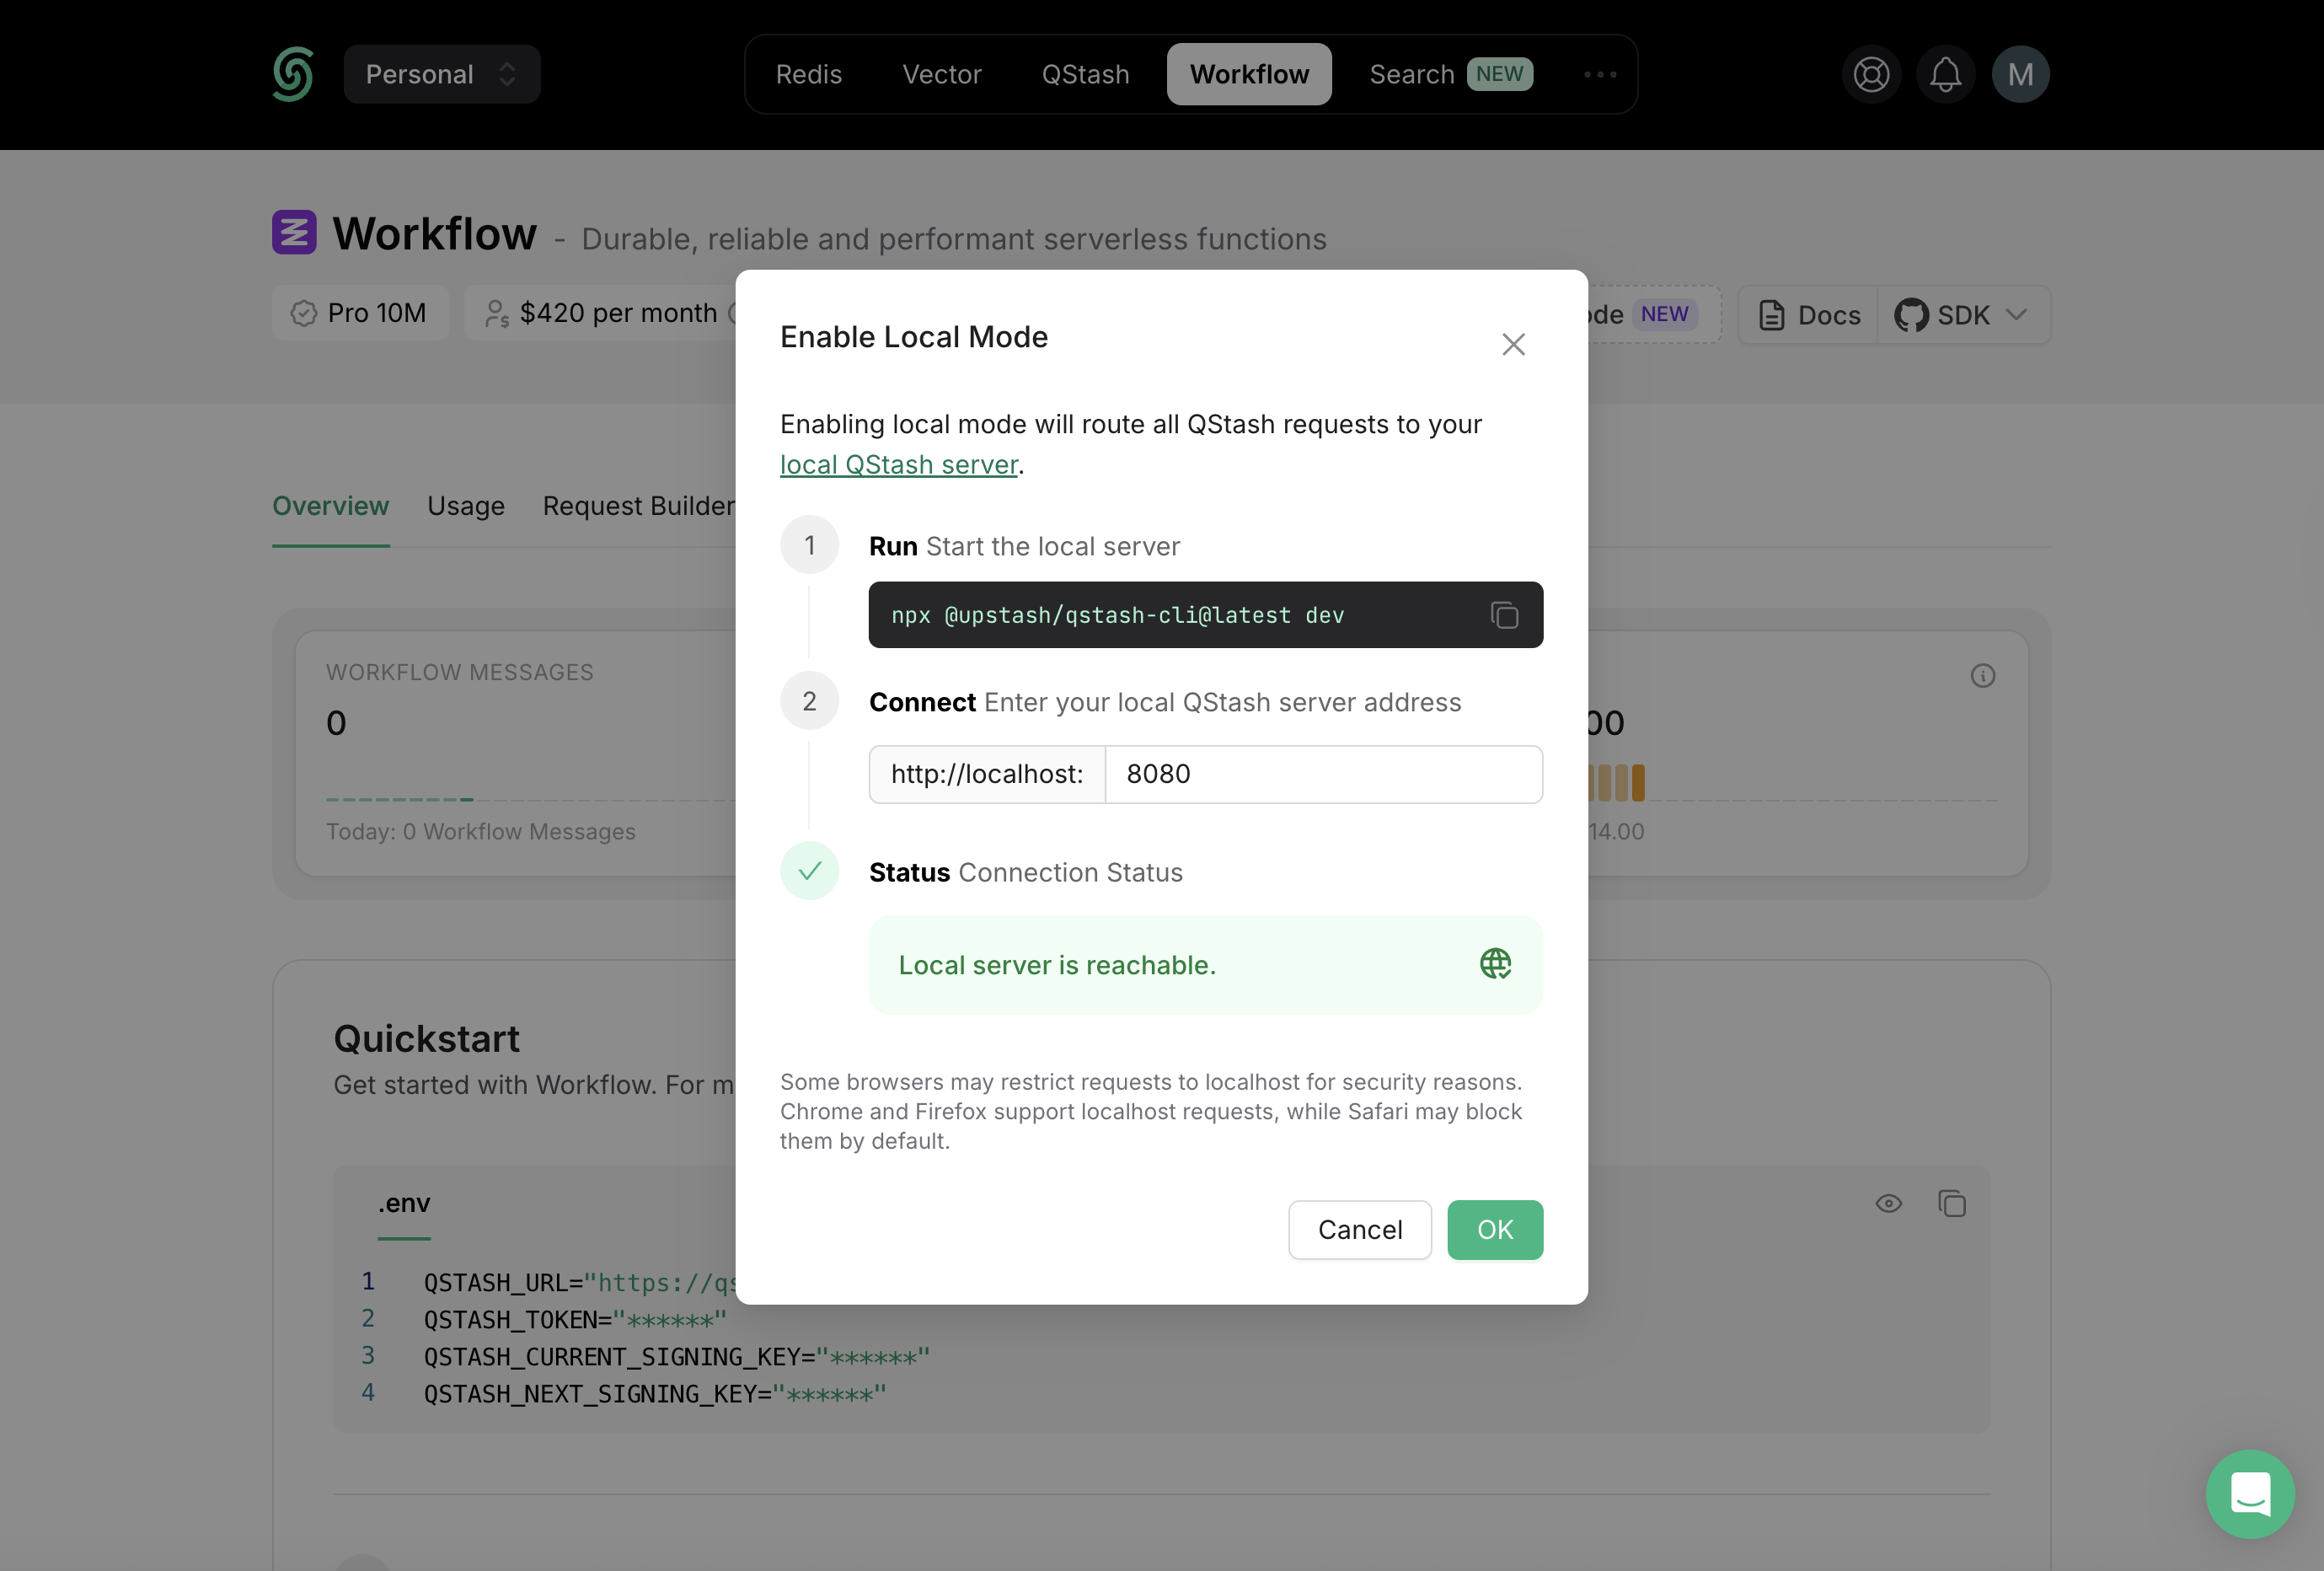 Personal
Redis
Vector
QStash
Workflow
Search NEW
M
Workflow - Durable, reliable and performant serverless functions
Pro 10M
$420 per month
NEW
Docs
SDK
Overview
Usage
Request Builder
WORKFLOW MESSAGES
0
Today: 0 Workflow Messages
00
14.00
Quickstart
Get started with Workflow. For
.env
1 QSTASH_URL="https://qs
2 QSTASH_TOKEN="******"
3 QSTASH_CURRENT_SIGNING_KEY="******"
4 QSTASH_NEXT_SIGNING_KEY="******"
Enable Local Mode
Enabling local mode will route all QStash requests to your
local QStash server.
1 Run Start the local server
npx @upstash/qstash-cli@latest dev
2 Connect Enter your local QStash server address
http://localhost: 8080
Status Connection Status
Local server is reachable.
Some browsers may restrict requests to localhost for security reasons.
Chrome and Firefox support localhost requests, while Safari may block
them by default.
Cancel
OK